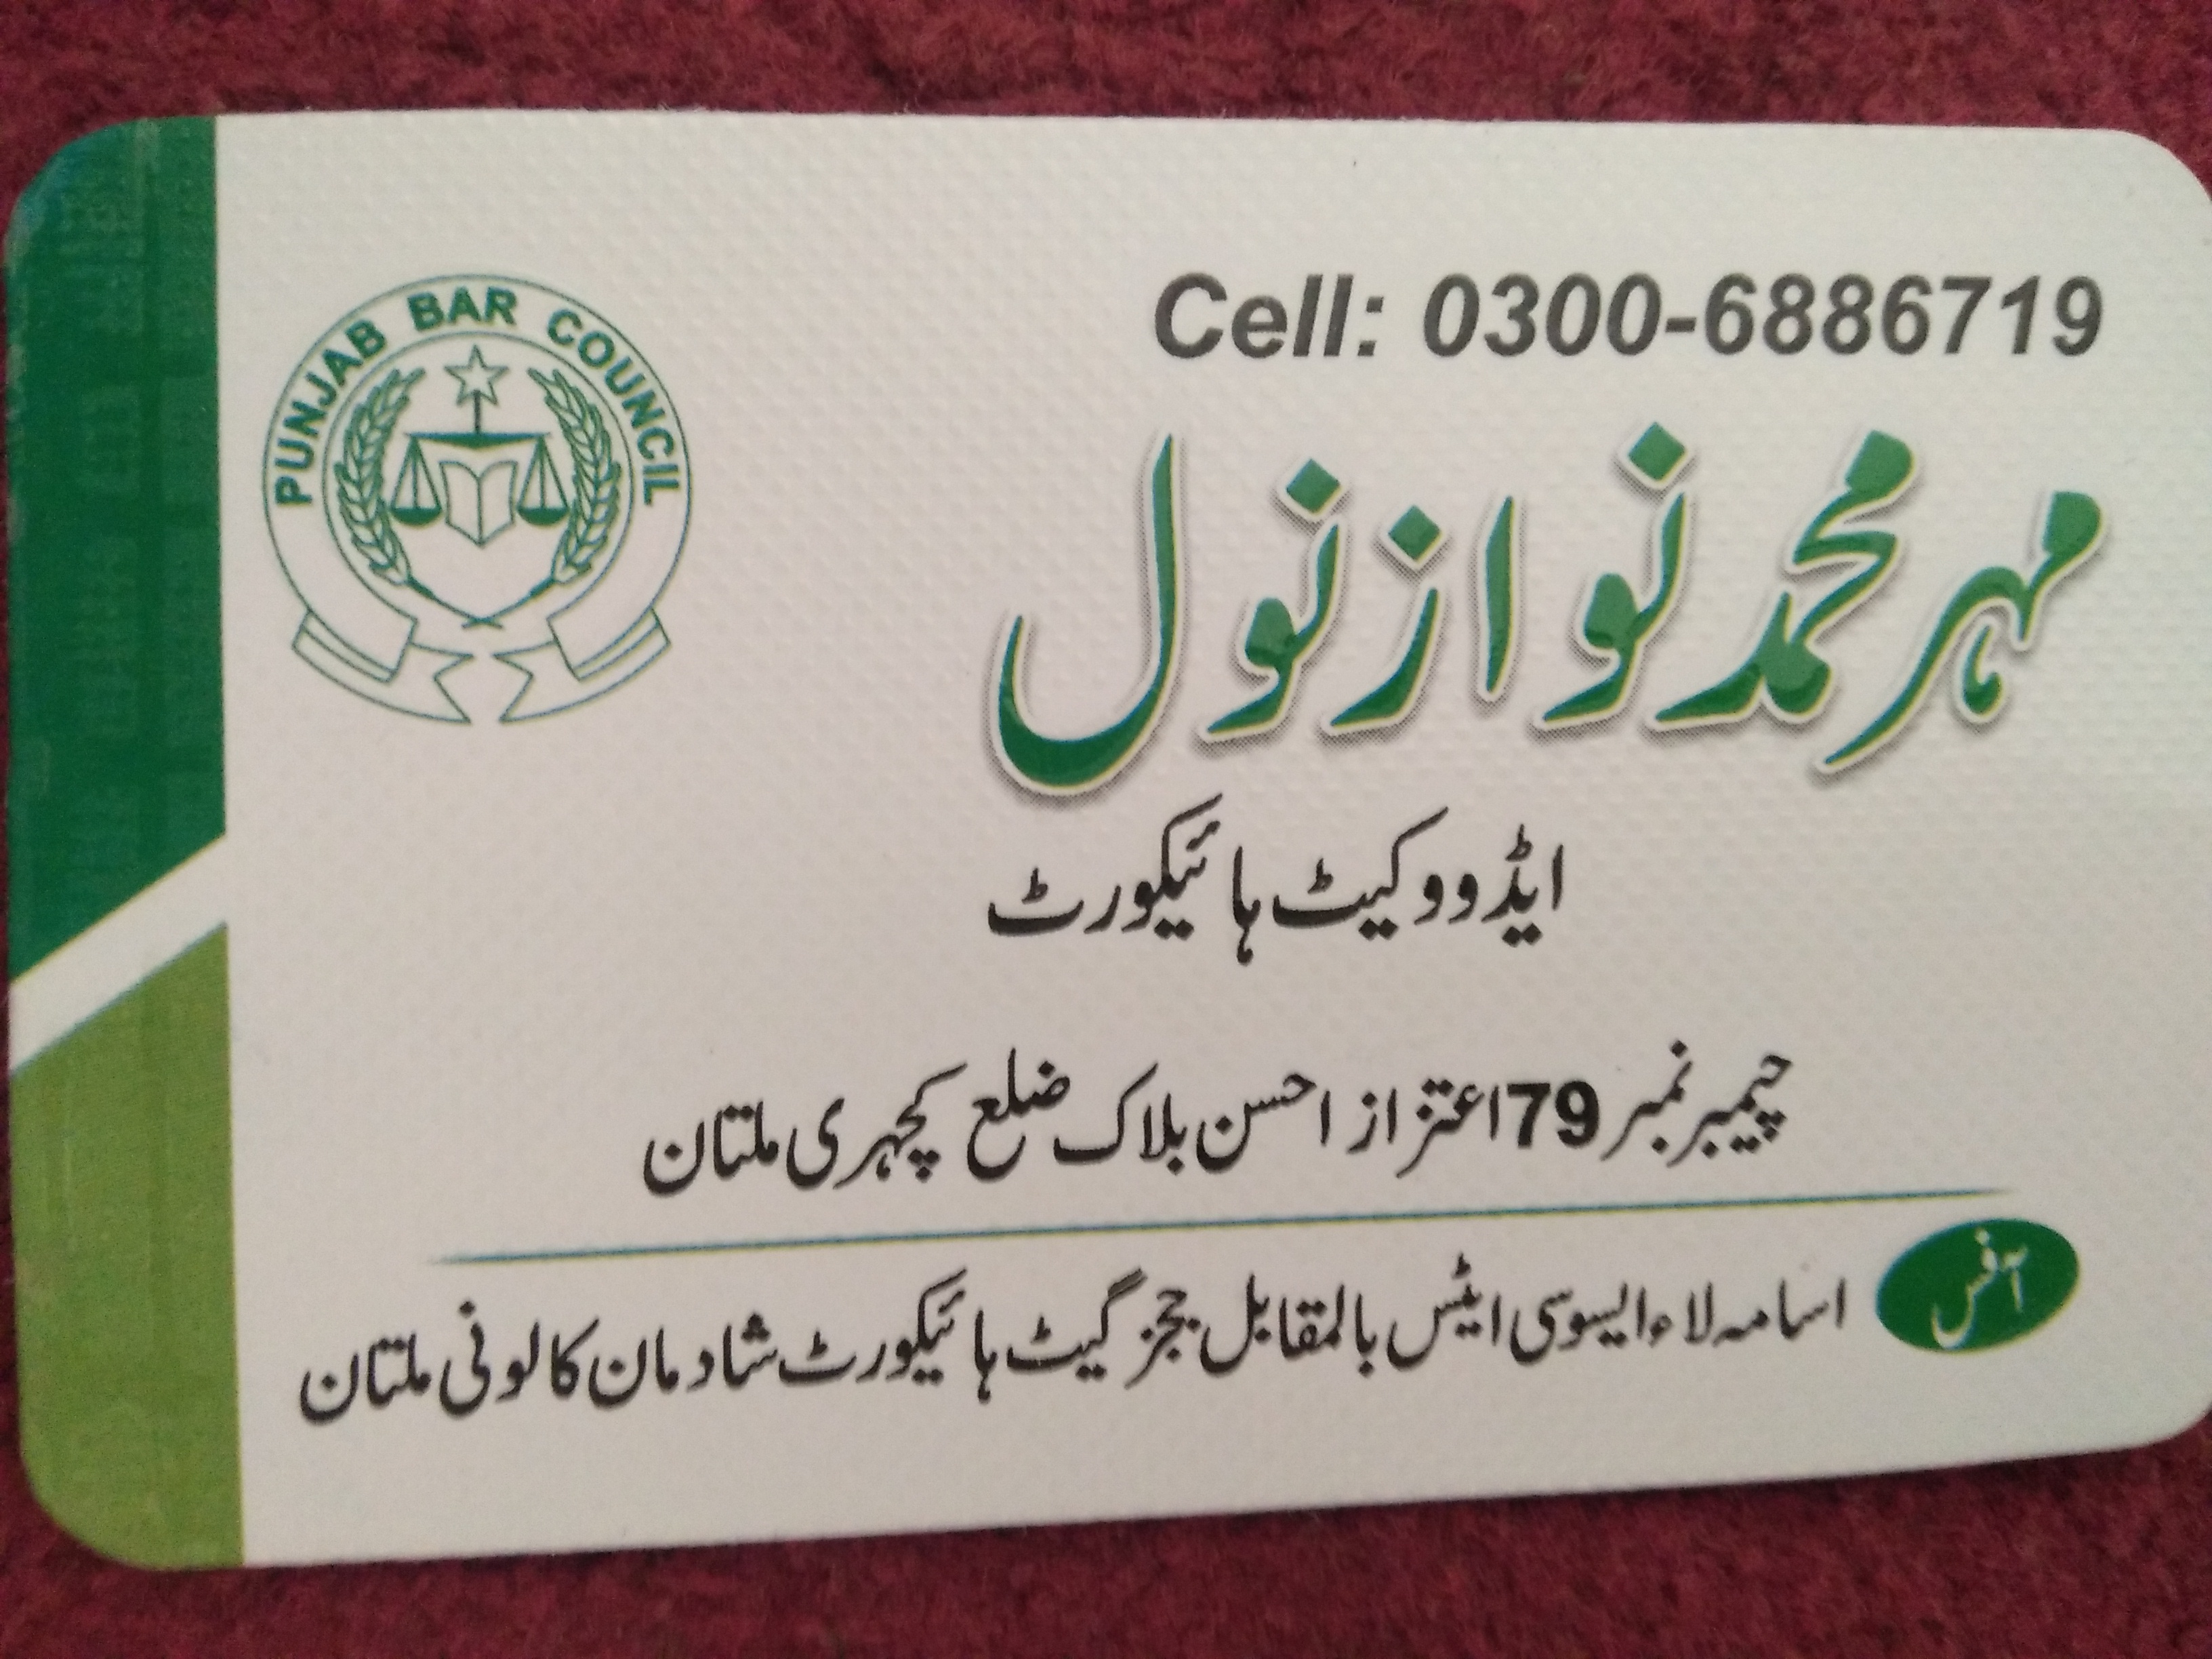 PUNJAB BAR COUNCIL
Cell: 0300-6886719
مہر محمد نواز نول
ایڈووکیٹ ہائیکورٹ
چیمبر نمبر 79 اعتزاز احسن بلاک ضلع کچہری ملتان
آفس
اسامہ لاء ایسوسی ایٹس بالمقابل ججز گیٹ ہائیکورٹ شادمان کالونی ملتان